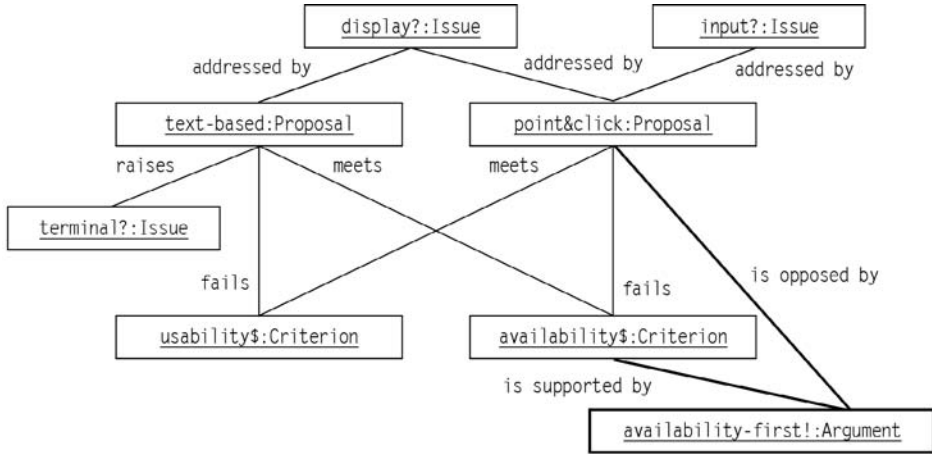 display?:Issue
input?:Issue
addressed by
addressed by
addressed by
text-based:Proposal
point&click:Proposal
raises
meets
meets
terminal?:Issue
is opposed by
fails
fails
usability$:Criterion
availability$:Criterion
is supported by
availability-first!:Argument